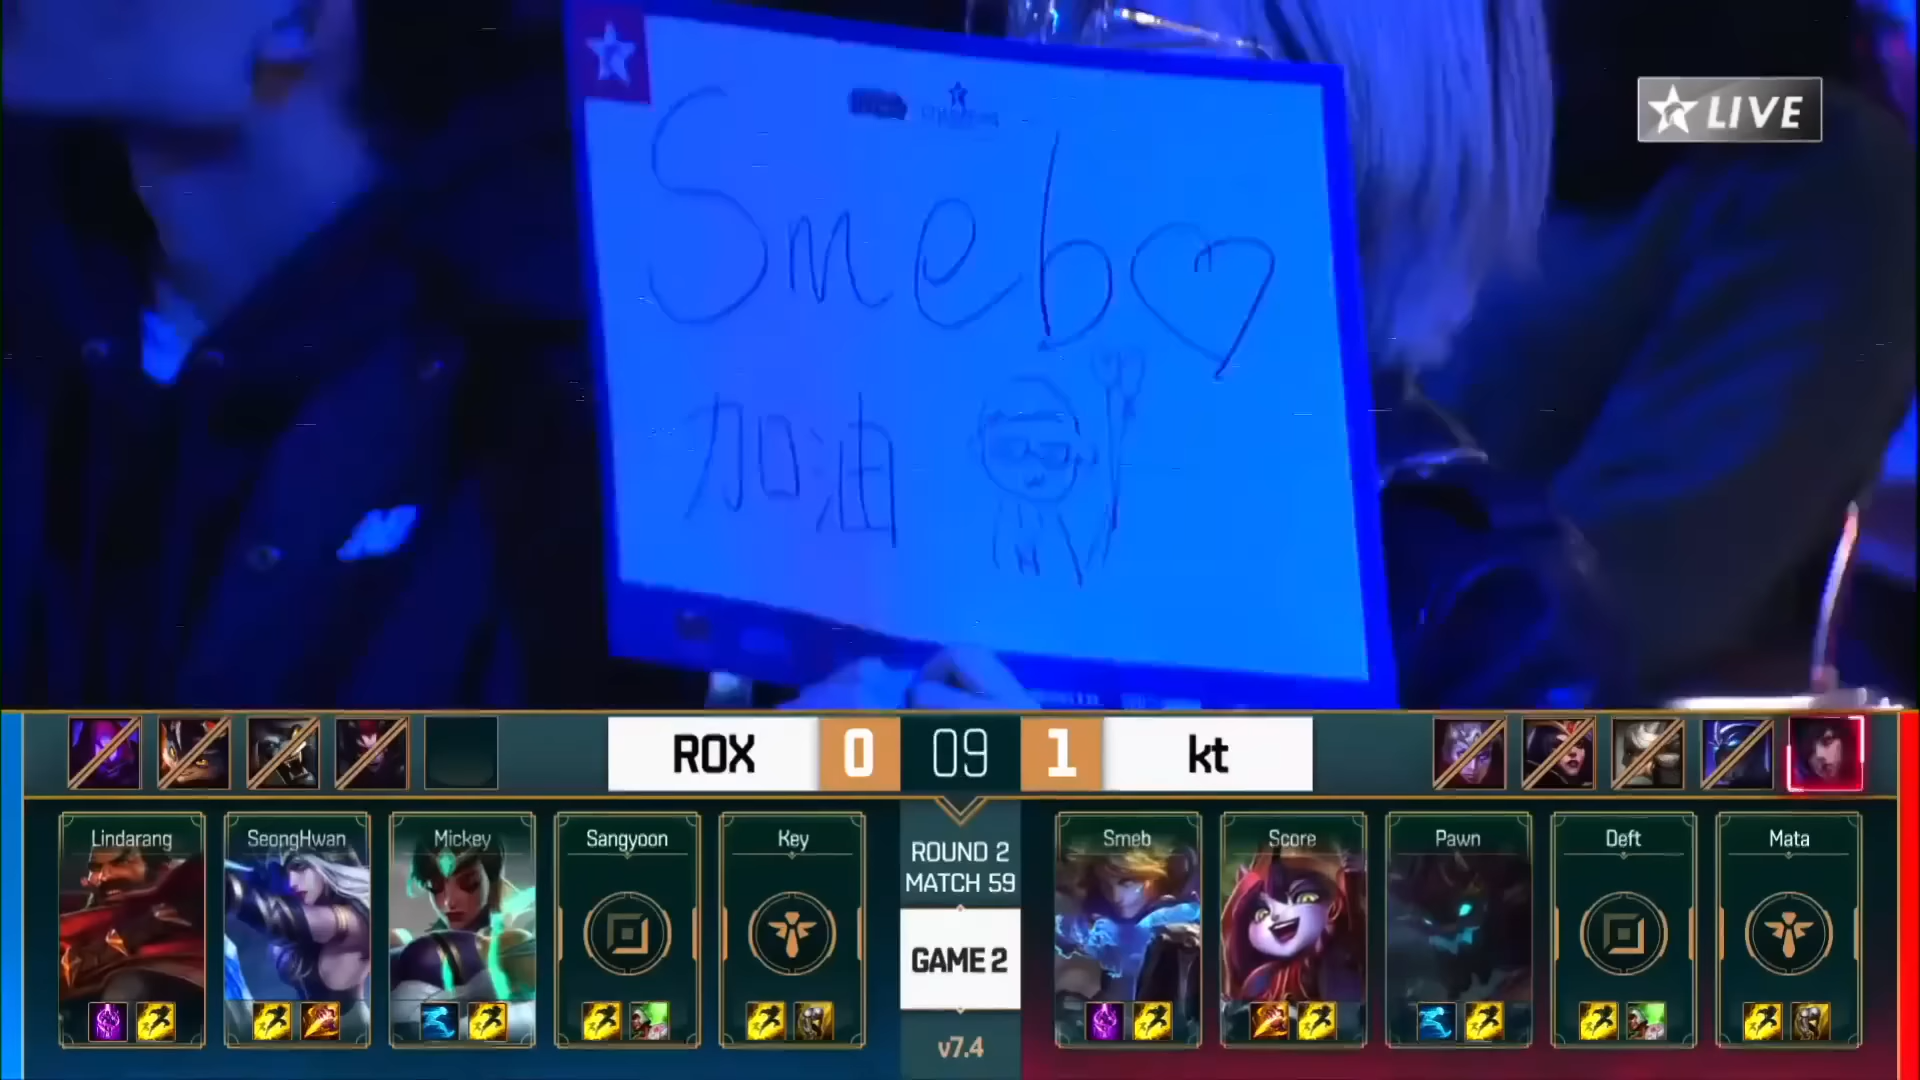 LIVE
Smeb♡
加油
ROX
0
09
1
kt
Lindarang
SeongHwan
Mickey
Sangyoon
Key
ROUND 2
MATCH 59
GAME 2
v7.4
Smeb
Score
Pawn
Deft
Mata